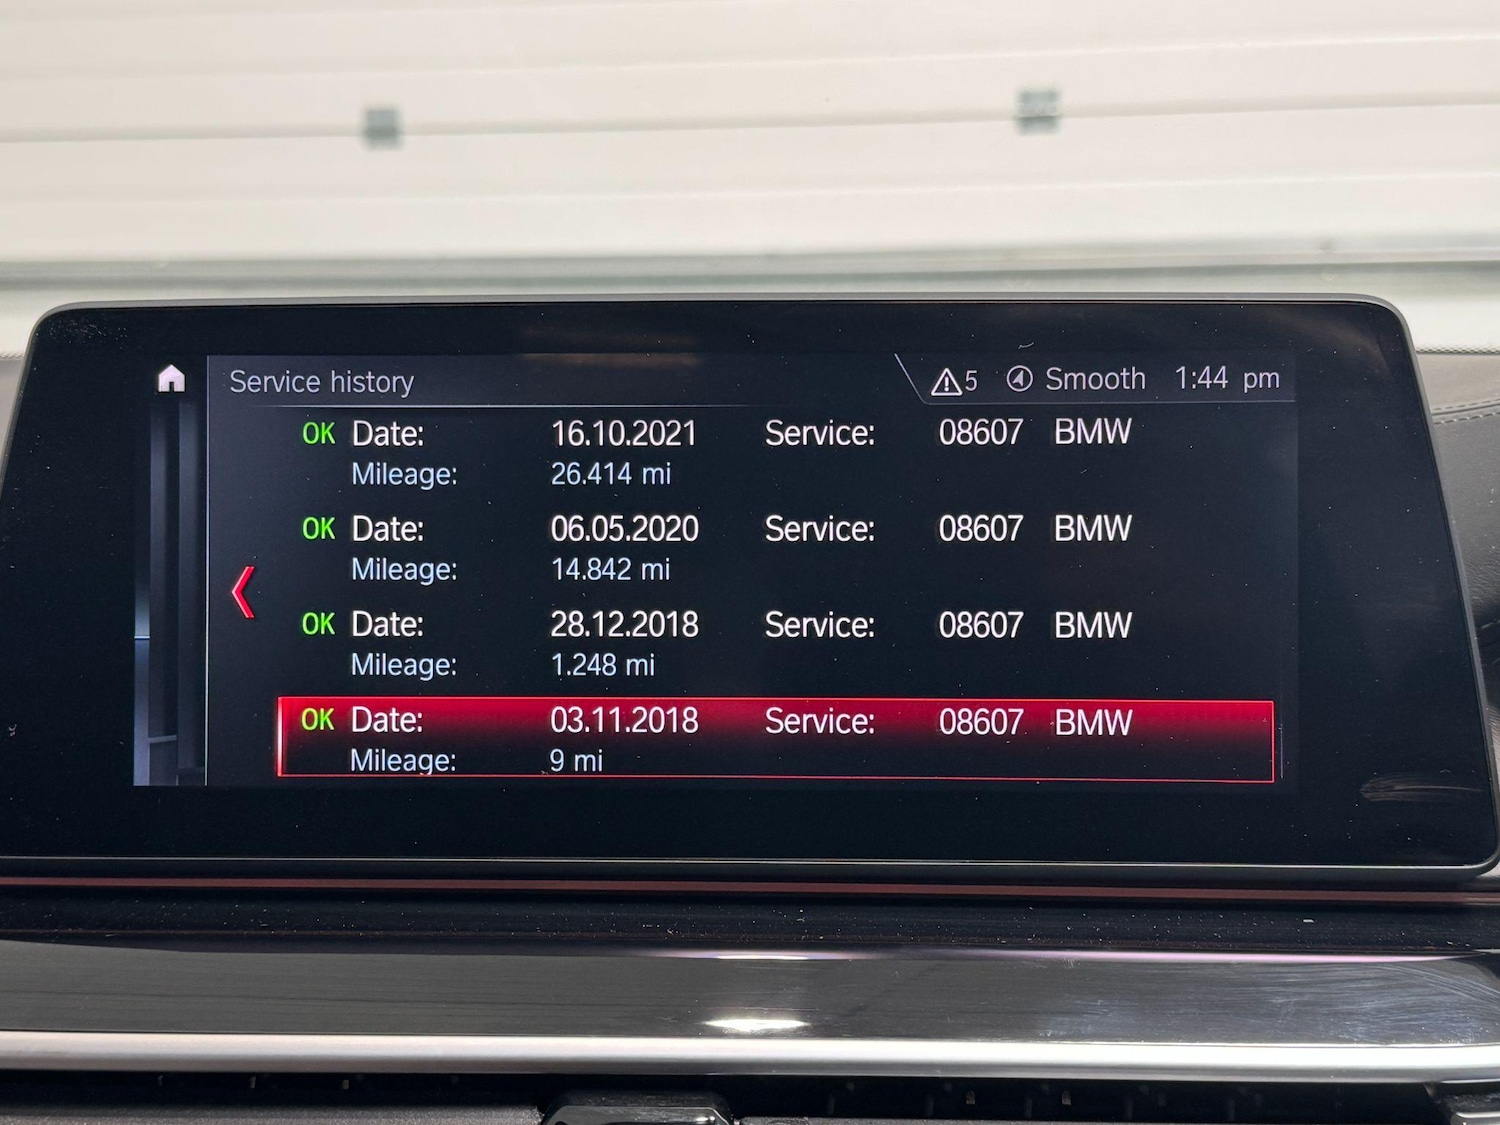 Service history 5 Smooth 1:44 pm
OK Date: 16.10.2021 Service: 08607 BMW
Mileage: 26.414 mi
OK Date: 06.05.2020 Service: 08607 BMW
Mileage: 14.842 mi
OK Date: 28.12.2018 Service: 08607 BMW
Mileage: 1.248 mi
OK Date: 03.11.2018 Service: 08607 BMW
Mileage: 9 mi